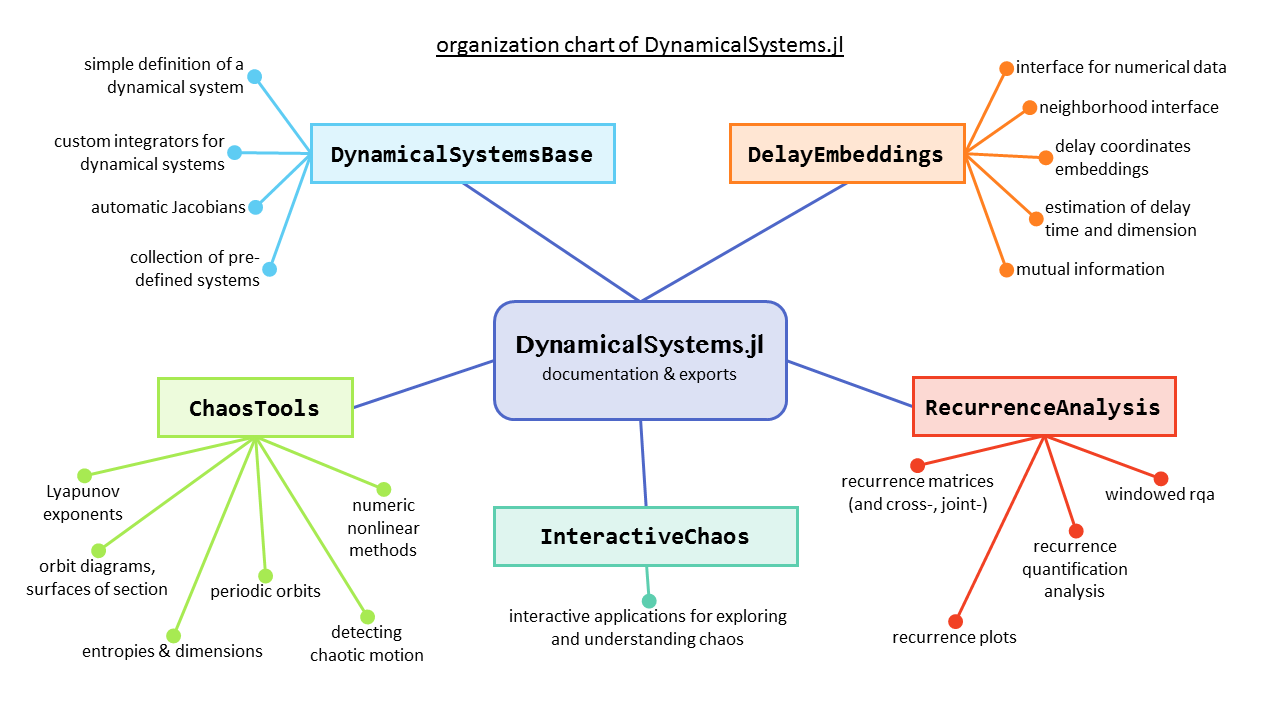 organization chart of DynamicalSystems.jl
simple definition of a
dynamical system
custom integrators for
dynamical systems
automatic Jacobians
collection of pre-
defined systems
DynamicalSystemsBase
DelayEmbeddings
interface for numerical data
neighborhood interface
delay coordinates
embeddings
estimation of delay
time and dimension
mutual information
DynamicalSystems.jl
documentation & exports
ChaosTools
Lyapunov
exponents
orbit diagrams,
surfaces of section
entropies & dimensions
periodic orbits
detecting
chaotic motion
numeric
nonlinear
methods
InteractiveChaos
interactive applications for exploring
and understanding chaos
RecurrenceAnalysis
recurrence matrices
(and cross-, joint-)
recurrence plots
recurrence
quantification
analysis
windowed rqa